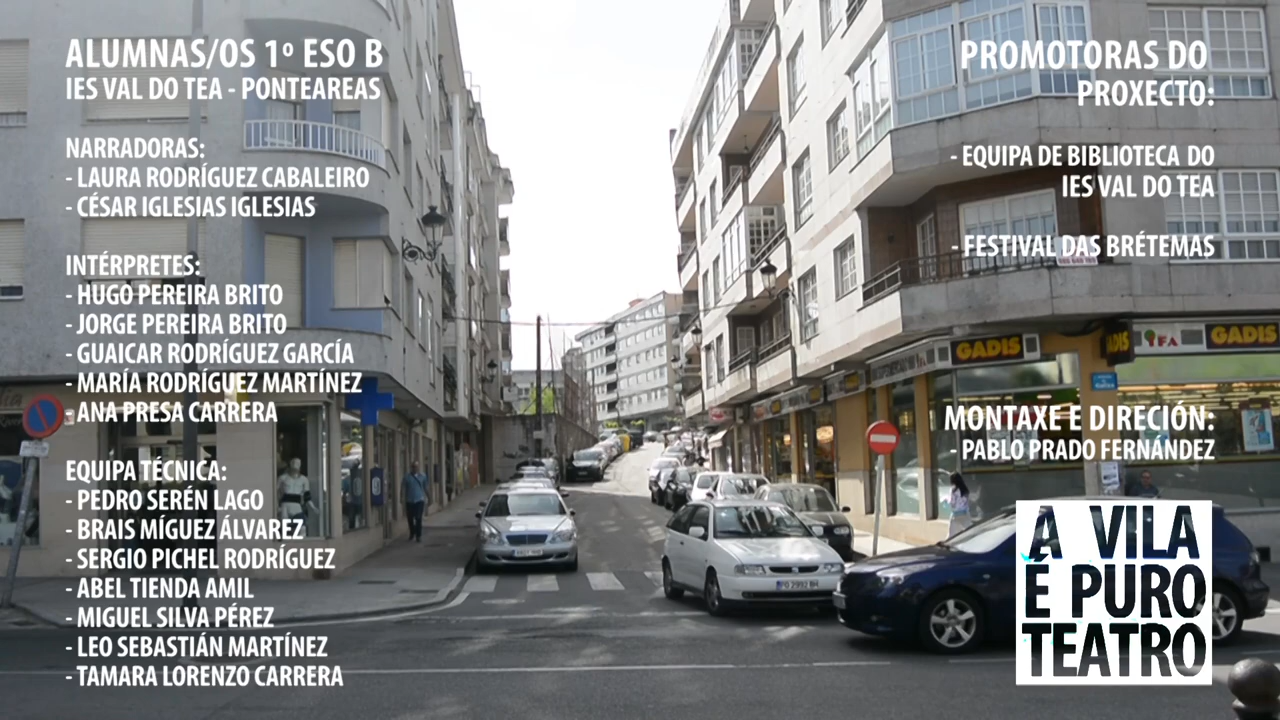 ALUMNAS/OS 1º ESO B
IES VAL DO TEA - PONTEAREAS
NARRADORAS:
- LAURA RODRÍGUEZ CABALEIRO
- CÉSAR IGLESIAS IGLESIAS
INTÉRPRETES:
- HUGO PEREIRA BRITO
- JORGE PEREIRA BRITO
- GUAICAR RODRÍGUEZ GARCÍA
- MARÍA RODRÍGUEZ MARTÍNEZ
- ANA PRESA CARRERA
EQUIPA TÉCNICA:
- PEDRO SERÉN LAGO
- BRAIS MÍGUEZ ÁLVAREZ
- SERGIO PICHEL RODRÍGUEZ
- ABEL TIENDA AMIL
- MIGUEL SILVA PÉREZ
- LEO SEBASTIÁN MARTÍNEZ
- TAMARA LORENZO CARRERA
PROMOTORAS DO
PROXECTO:
- EQUIPA DE BIBLIOTECA DO
IES VAL DO TEA
- FESTIVAL DAS BRÉTEMAS
GADIS
IFA
GADIS
MONTAXE E DIRECIÓN:
- PABLO PRADO FERNÁNDEZ
PO 2992 BH
A VILA
É PURO
TEATRO